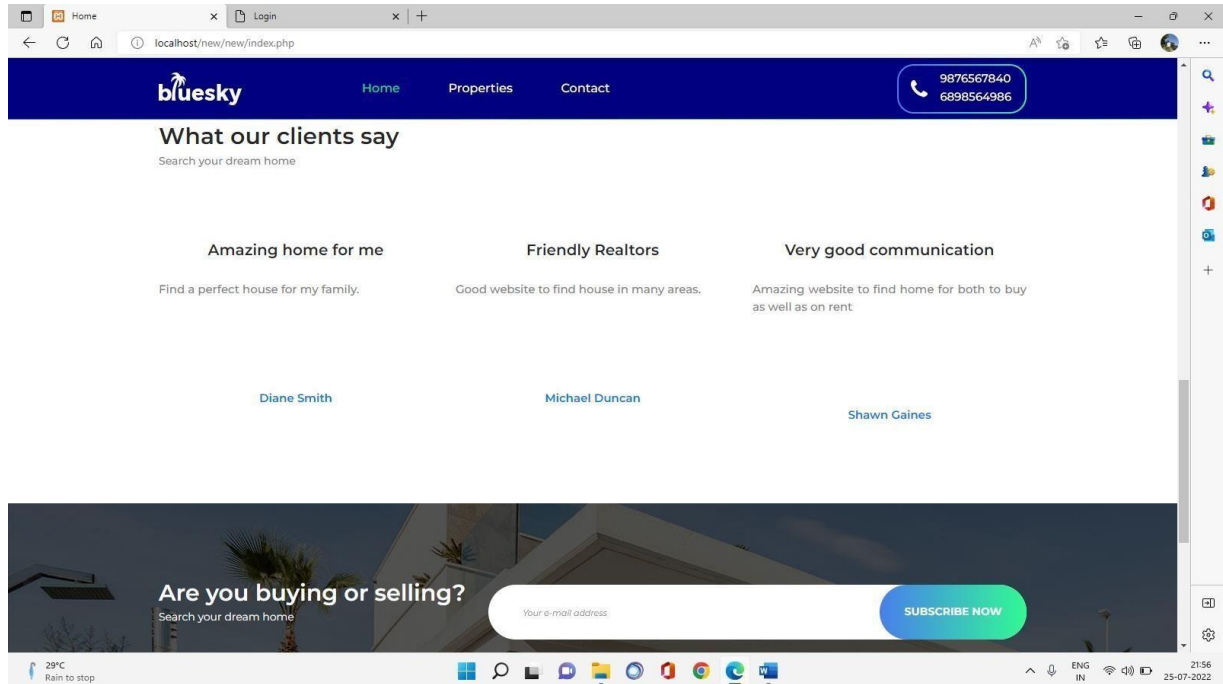 Home
Login
localhost/new/new/index.php
bluesky
Home
Properties
Contact
9876567840
6898564986
What our clients say
Search your dream home
Amazing home for me
Find a perfect house for my family.
Diane Smith
Friendly Realtors
Good website to find house in many areas.
Michael Duncan
Very good communication
Amazing website to find home for both to buy
as well as on rent
Shawn Gaines
Are you buying or selling?
Search your dream home
Your e-mail address
SUBSCRIBE NOW
29°C
Rain to stop
ENG
IN
21:56
25-07-2022